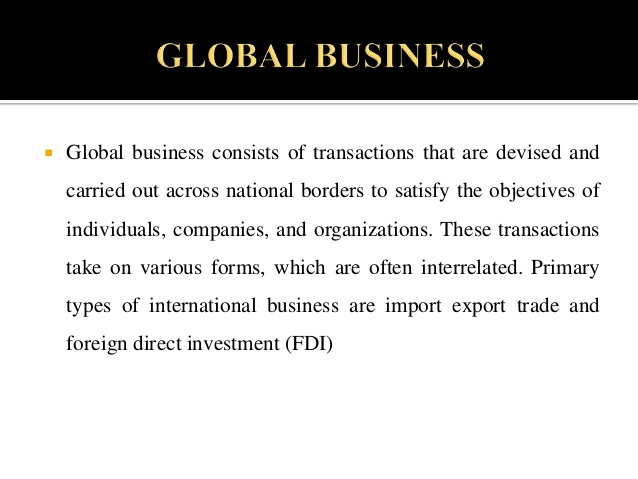 GLOBAL BUSINESS
Global business consists of transactions that are devised and
carried out across national borders to satisfy the objectives of
individuals, companies, and organizations. These transactions
take on various forms, which are often interrelated. Primary
types of international business are import export trade and
foreign direct investment (FDI)